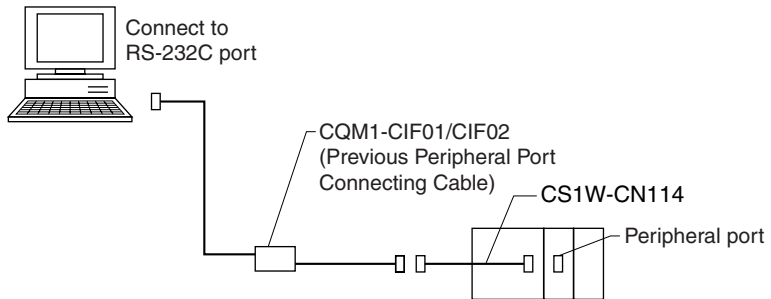 Connect to
RS-232C port
CQM1-CIF01/CIF02
(Previous Peripheral Port
Connecting Cable)
CS1W-CN114
Peripheral port